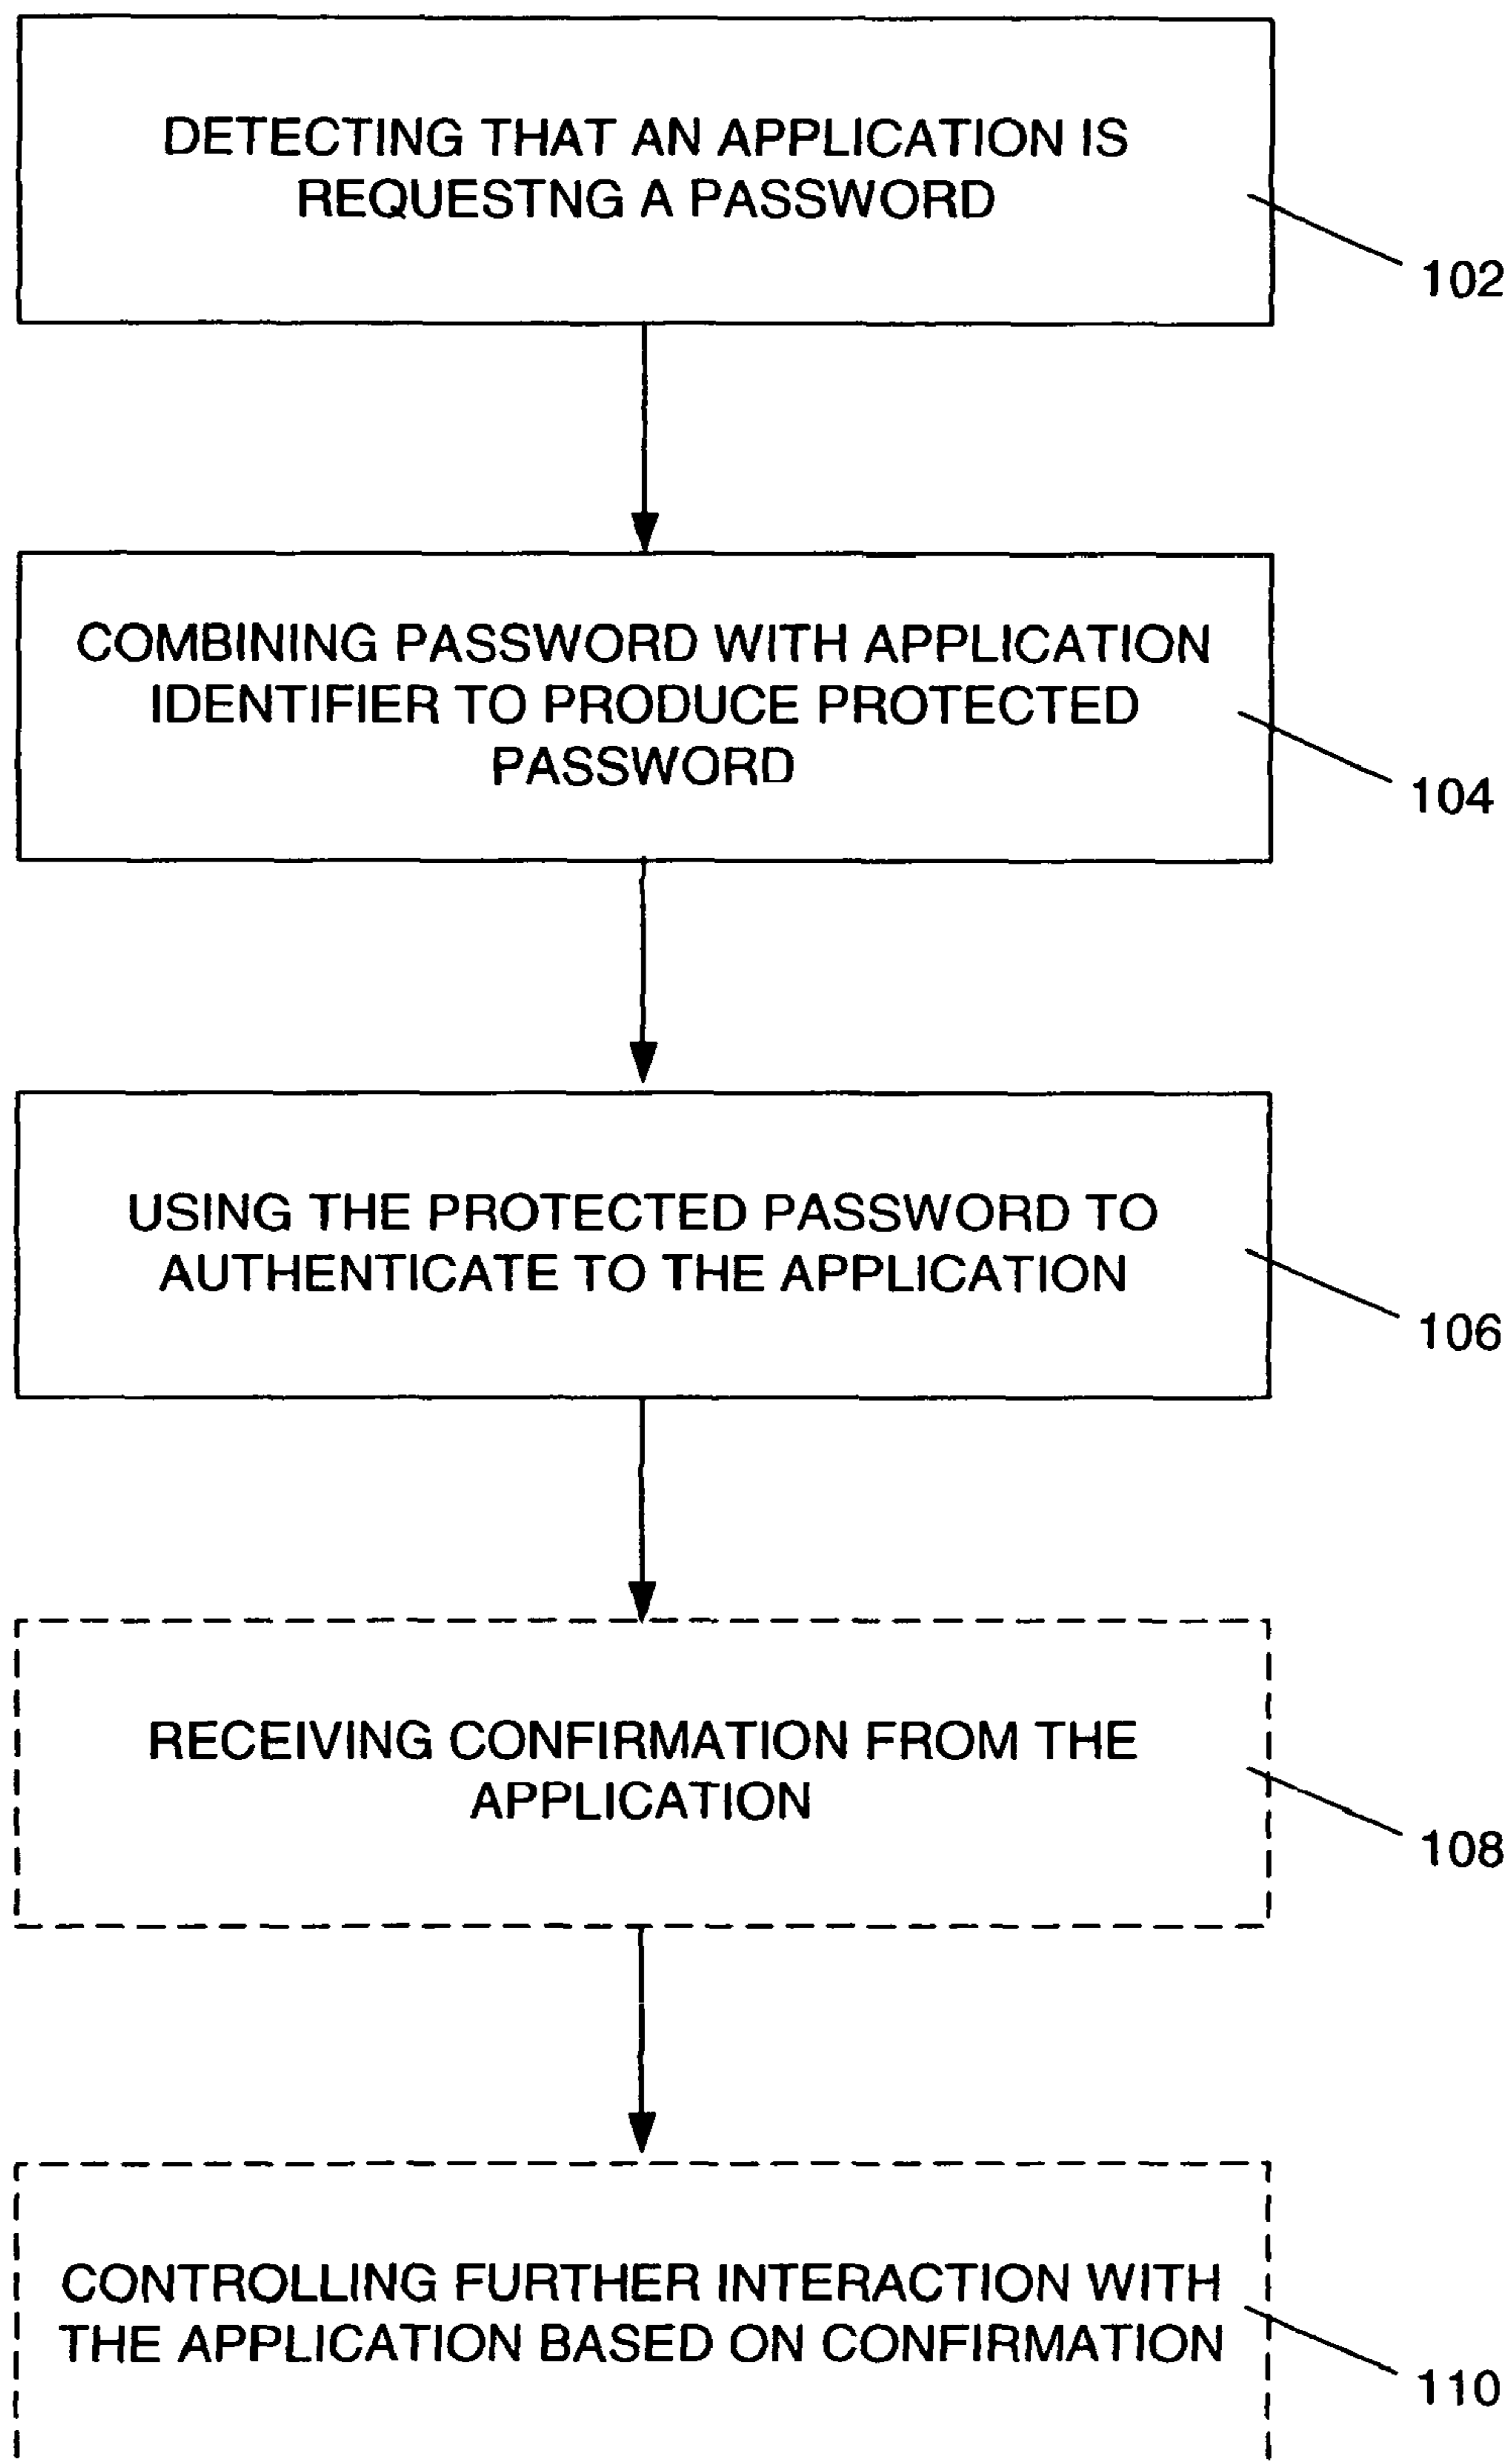 DETECTING THAT AN APPLICATION IS
REQUESTNG A PASSWORD
102
COMBINING PASSWORD WITH APPLICATION
IDENTIFIER TO PRODUCE PROTECTED
PASSWORD
104
USING THE PROTECTED PASSWORD TO
AUTHENTICATE TO THE APPLICATION
106
RECEIVING CONFIRMATION FROM THE
APPLICATION
108
CONTROLLING FURTHER INTERACTION WITH
THE APPLICATION BASED ON CONFIRMATION
110